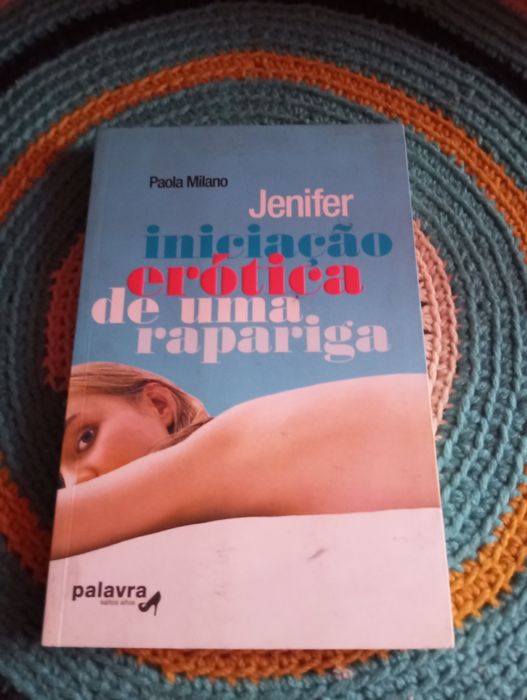 Paola Milano
Jenifer
iniciação
erótica
de uma
rapariga
palavra
saltos altos